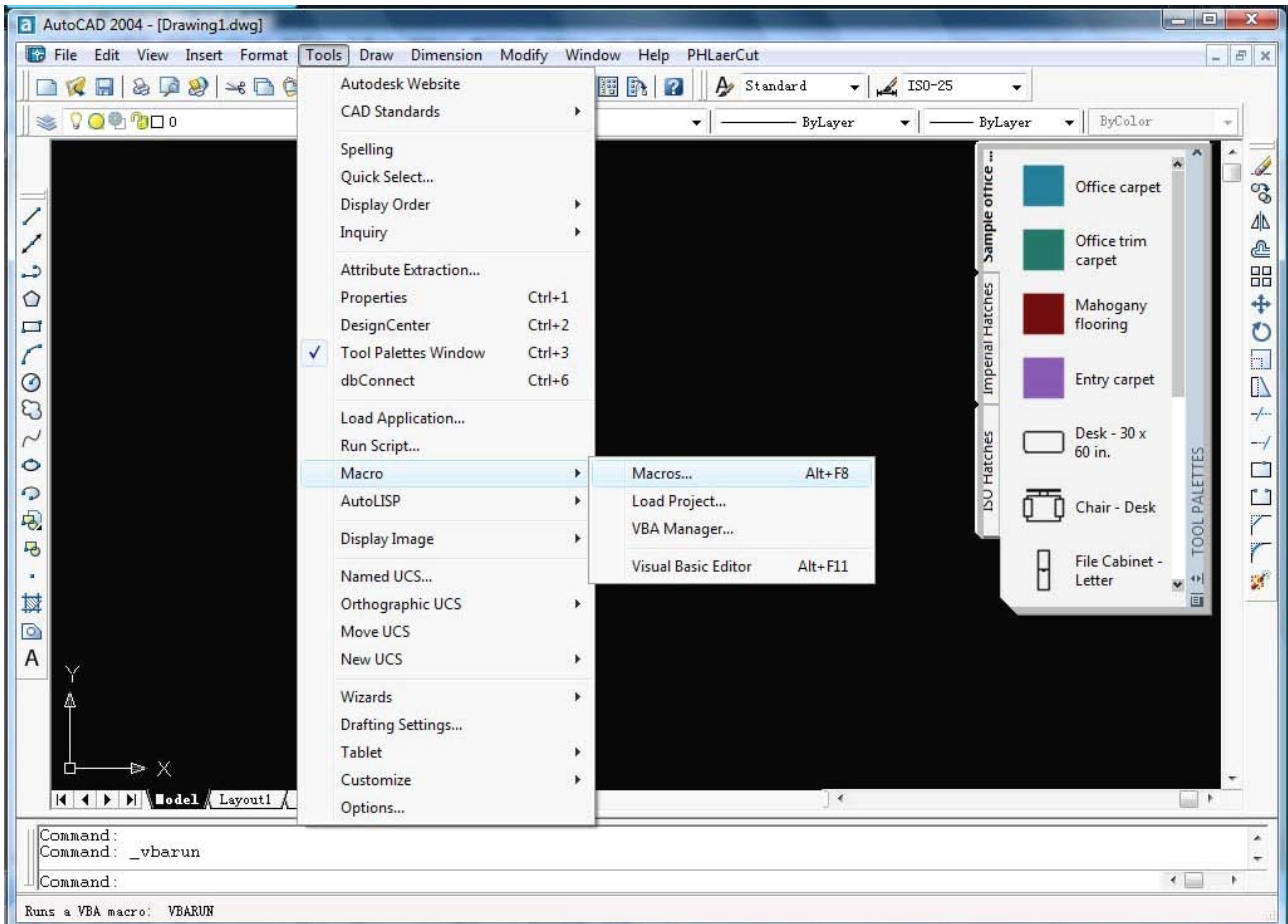 AutoCAD 2004 - [Drawing1.dwg]
File Edit View Insert Format Tools Draw Dimension Modify Window Help PHLaerCut
Standard ISO-25
0 ByLayer ByLayer ByColor
Autodesk Website
CAD Standards
Spelling
Quick Select...
Display Order
Inquiry
Attribute Extraction...
Properties Ctrl+1
DesignCenter Ctrl+2
Tool Palettes Window Ctrl+3
dbConnect Ctrl+6
Load Application...
Run Script...
Macro
AutoLISP
Display Image
Named UCS...
Orthographic UCS
Move UCS
New UCS
Wizards
Drafting Settings...
Tablet
Customize
Options...
Macros... Alt+F8
Load Project...
VBA Manager...
Visual Basic Editor Alt+F11
Sample office ...
Imperial Hatches
ISO Hatches
Office carpet
Office trim
carpet
Mahogany
flooring
Entry carpet
Desk - 30 x
60 in.
Chair - Desk
File Cabinet -
Letter
TOOL PALETTES
A
Y
X
Model Layout1
Command:
Command: _vbarun
Command:
Runs a VBA macro: VBARUN